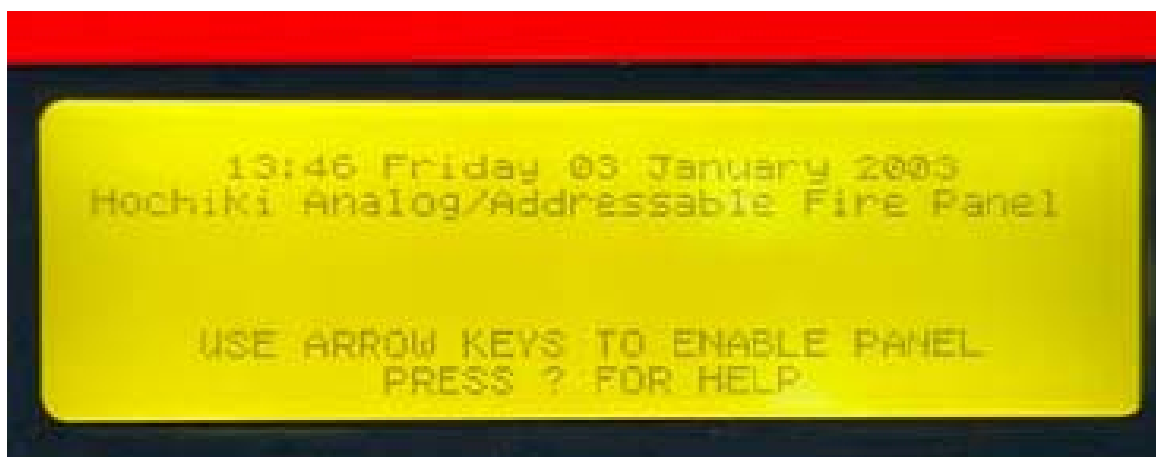 13:46 Friday 03 January 2003
Hochiki Analog/Addressable Fire Panel
USE ARROW KEYS TO ENABLE PANEL
PRESS ? FOR HELP